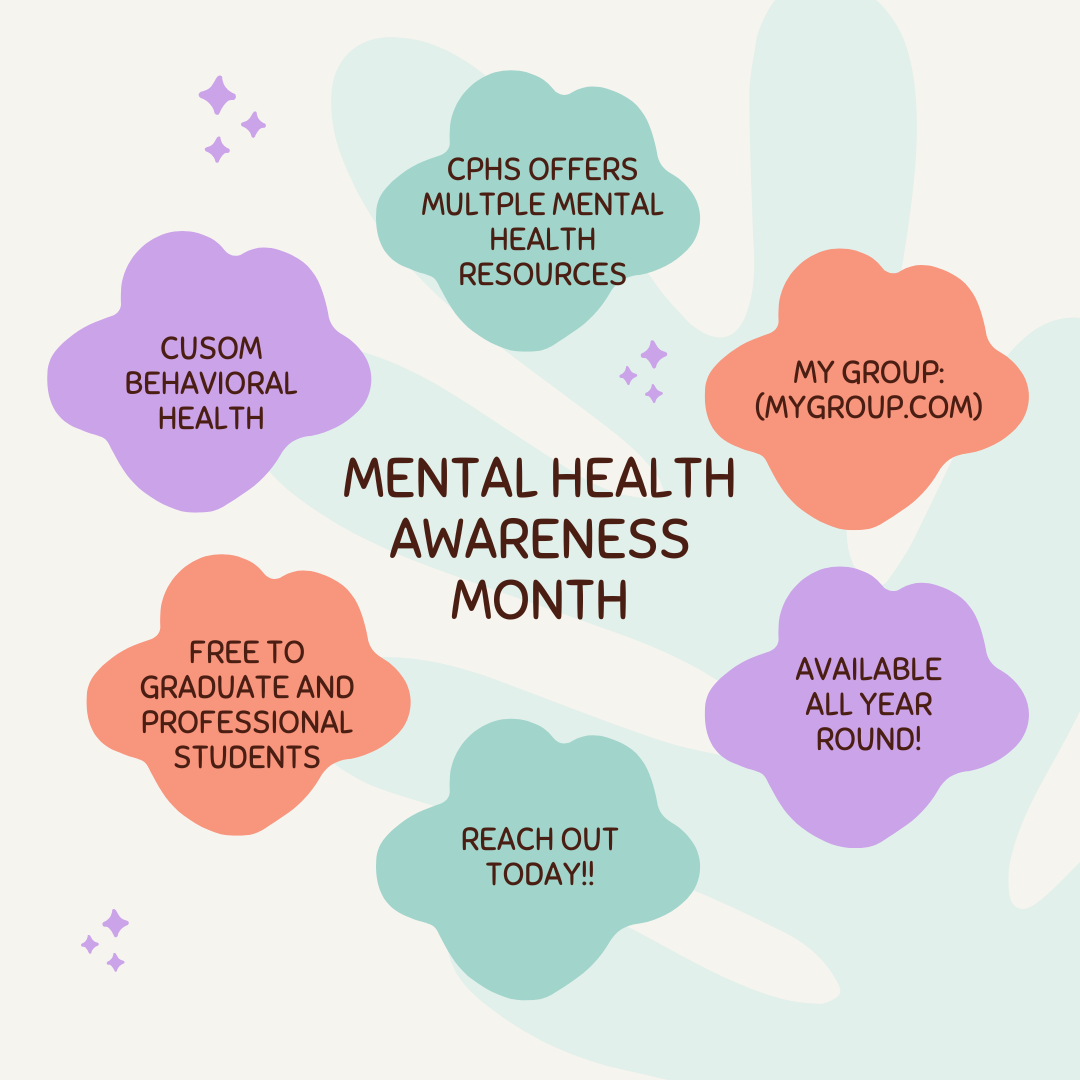 CPHS OFFERS
MULTPLE MENTAL
HEALTH
RESOURCES
CUSOM
BEHAVIORAL
HEALTH
MY GROUP:
(MYGROUP.COM)
MENTAL HEALTH
AWARENESS
MONTH
FREE TO
GRADUATE AND
PROFESSIONAL
STUDENTS
AVAILABLE
ALL YEAR
ROUND!
REACH OUT
TODAY!!